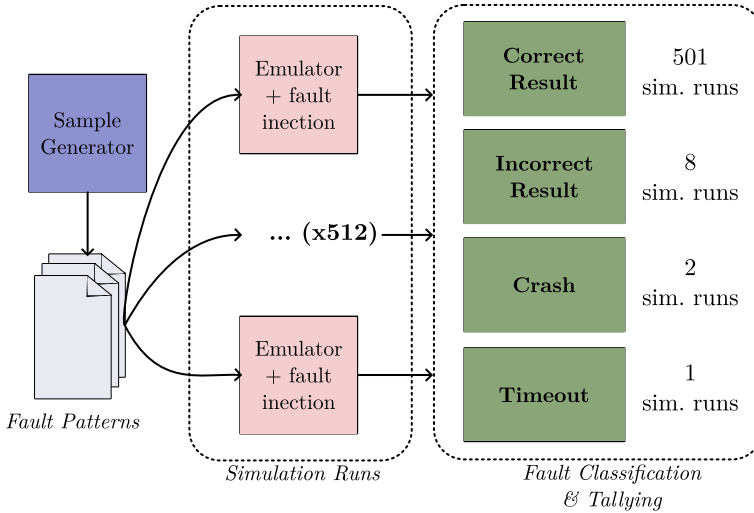 Sample
Generator
Fault Patterns
Emulator
+ fault
inection
... (x512)
Emulator
+ fault
inection
Simulation Runs
Correct
Result
501
sim. runs
Incorrect
Result
8
sim. runs
Crash
2
sim. runs
Timeout
1
sim. runs
Fault Classification
& Tallying